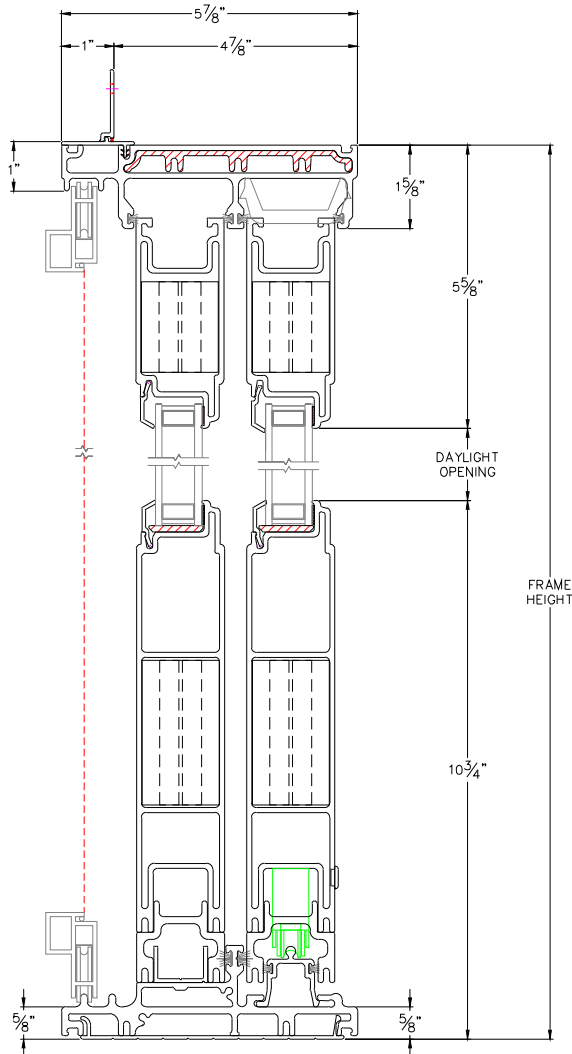 5⅞"
1"
4⅞"
1"
1⅝"
5⅝"
DAYLIGHT
OPENING
FRAME
HEIGHT
10¾"
⅝"
⅝"